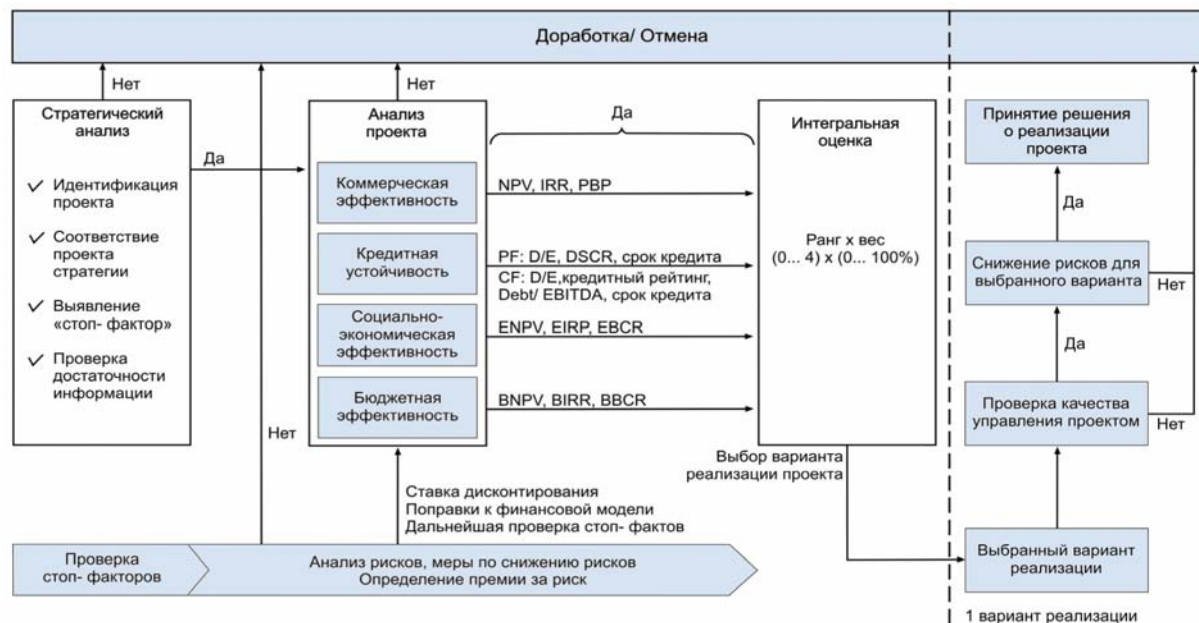 Доработка/ Отмена
Нет
Стратегический
анализ
Идентификация
проекта
Соответствие
проекта
стратегии
Выявление
«стоп- фактор»
Проверка
достаточности
информации
Да
Нет
Нет
Анализ
проекта
Коммерческая
эффективность
Кредитная
устойчивость
Социально-
экономическая
эффективность
Бюджетная
эффективность
Да
NPV, IRR, PBP
PF: D/E, DSCR, срок кредита
CF: D/E,кредитный рейтинг,
Debt/ EBITDA, срок кредита
ENPV, EIRP, EBCR
BNPV, BIRR, BBCR
Интегральная
оценка
Ранг x вес
(0... 4) x (0... 100%)
Выбор варианта
реализации проекта
Ставка дисконтирования
Поправки к финансовой модели
Дальнейшая проверка стоп- фактов
Проверка
стоп- факторов
Анализ рисков, меры по снижению рисков
Определение премии за риск
Принятие решения
о реализации
проекта
Да
Снижение рисков для
выбранного варианта
Нет
Да
Проверка качества
управления проектом
Нет
Выбранный вариант
реализации
1 вариант реализации